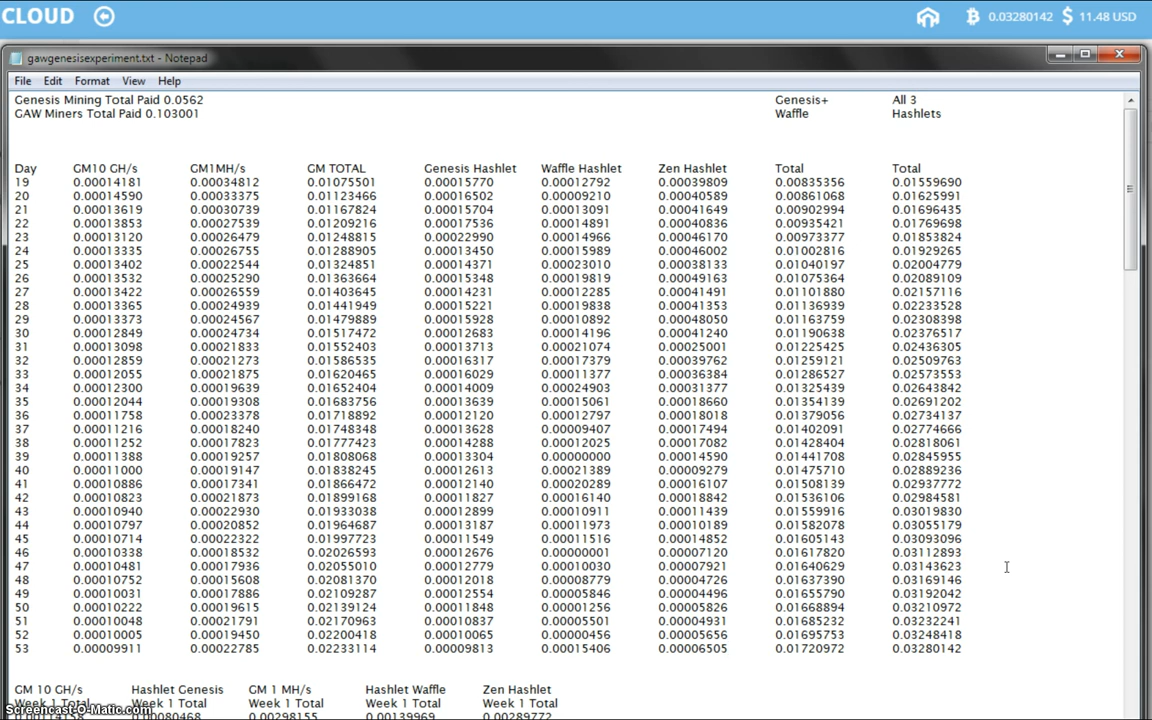 CLOUD 0.03280142 $ 11.48 USD
gawgenesisexperiment.txt - Notepad
File Edit Format View Help
Genesis Mining Total Paid 0.0562 Genesis+ All 3
GAW Miners Total Paid 0.103001 Waffle Hashlets
Day GM10 GH/s GM1MH/s GM TOTAL Genesis Hashlet Waffle Hashlet Zen Hashlet Total Total
19 0.00014181 0.00034812 0.01075501 0.00015770 0.00012792 0.00039809 0.00835356 0.01559690
20 0.00014590 0.00033375 0.01123466 0.00016502 0.00009210 0.00040589 0.00861068 0.01625991
21 0.00013619 0.00030739 0.01167824 0.00015704 0.00013091 0.00041649 0.00902994 0.01696435
22 0.00013853 0.00027539 0.01209216 0.00017536 0.00014891 0.00040836 0.00935421 0.01769698
23 0.00013120 0.00026479 0.01248815 0.00022990 0.00014966 0.00046170 0.00973377 0.01853824
24 0.00013335 0.00026755 0.01288905 0.00013450 0.00015989 0.00046002 0.01002816 0.01929265
25 0.00013402 0.00022544 0.01324851 0.00014371 0.00023010 0.00038133 0.01040197 0.02004779
26 0.00013532 0.00025290 0.01363664 0.00015348 0.00019819 0.00049163 0.01075364 0.02089109
27 0.00013422 0.00026559 0.01403645 0.00014231 0.00012285 0.00041491 0.01101880 0.02157116
28 0.00013365 0.00024939 0.01441949 0.00015221 0.00019838 0.00041353 0.01136939 0.02233528
29 0.00013373 0.00024567 0.01479889 0.00015928 0.00010892 0.00048050 0.01163759 0.02308398
30 0.00012849 0.00024734 0.01517472 0.00012683 0.00014196 0.00041240 0.01190638 0.02376517
31 0.00013098 0.00021833 0.01552403 0.00013713 0.00021074 0.00025001 0.01225425 0.02436305
32 0.00012859 0.00021273 0.01586535 0.00016317 0.00017379 0.00039762 0.01259121 0.02509763
33 0.00012055 0.00021875 0.01620465 0.00016029 0.00011377 0.00036384 0.01286527 0.02573553
34 0.00012300 0.00019639 0.01652404 0.00014009 0.00024903 0.00031377 0.01325439 0.02643842
35 0.00012044 0.00019308 0.01683756 0.00013639 0.00015061 0.00018660 0.01354139 0.02691202
36 0.00011758 0.00023378 0.01718892 0.00012120 0.00012797 0.00018018 0.01379056 0.02734137
37 0.00011216 0.00018240 0.01748348 0.00013628 0.00009407 0.00017494 0.01402091 0.02774666
38 0.00011252 0.00017823 0.01777423 0.00014288 0.00012025 0.00017082 0.01428404 0.02818061
39 0.00011388 0.00019257 0.01808068 0.00013304 0.00000000 0.00014590 0.01441708 0.02845955
40 0.00011000 0.00019147 0.01838245 0.00012613 0.00021389 0.00009279 0.01475710 0.02889236
41 0.00010886 0.00017341 0.01866472 0.00012140 0.00020289 0.00016107 0.01508139 0.02937772
42 0.00010823 0.00021873 0.01899168 0.00011827 0.00016140 0.00018842 0.01536106 0.02984581
43 0.00010940 0.00022930 0.01933038 0.00012899 0.00010911 0.00011439 0.01559916 0.03019830
44 0.00010797 0.00020852 0.01964687 0.00013187 0.00011973 0.00010189 0.01582078 0.03055179
45 0.00010714 0.00022322 0.01997723 0.00011549 0.00011516 0.00014852 0.01605143 0.03093096
46 0.00010338 0.00018532 0.02026593 0.00012676 0.00000001 0.00007120 0.01617820 0.03112893
47 0.00010481 0.00017936 0.02055010 0.00012779 0.00010030 0.00007921 0.01640629 0.03143623
48 0.00010752 0.00015608 0.02081370 0.00012018 0.00008779 0.00004726 0.01637390 0.03169146
49 0.00010031 0.00017886 0.02109287 0.00012554 0.00005846 0.00004496 0.01655790 0.03192042
50 0.00010222 0.00019615 0.02139124 0.00011848 0.00001256 0.00005826 0.01668894 0.03210972
51 0.00010048 0.00021791 0.02170963 0.00010837 0.00005501 0.00004931 0.01685232 0.03232241
52 0.00010005 0.00019450 0.02200418 0.00010065 0.00000456 0.00005656 0.01695753 0.03248418
53 0.00009911 0.00022785 0.02233114 0.00009813 0.00015406 0.00006505 0.01720972 0.03280142
GM 10 GH/s Hashlet Genesis GM 1 MH/s Hashlet Waffle Zen Hashlet
Week 1 Total Week 1 Total Week 1 Total Week 1 Total Week 1 Total
0.00114158 0.00080468 0.00298155 0.00139969 0.00289772
Screencast-O-Matic.com